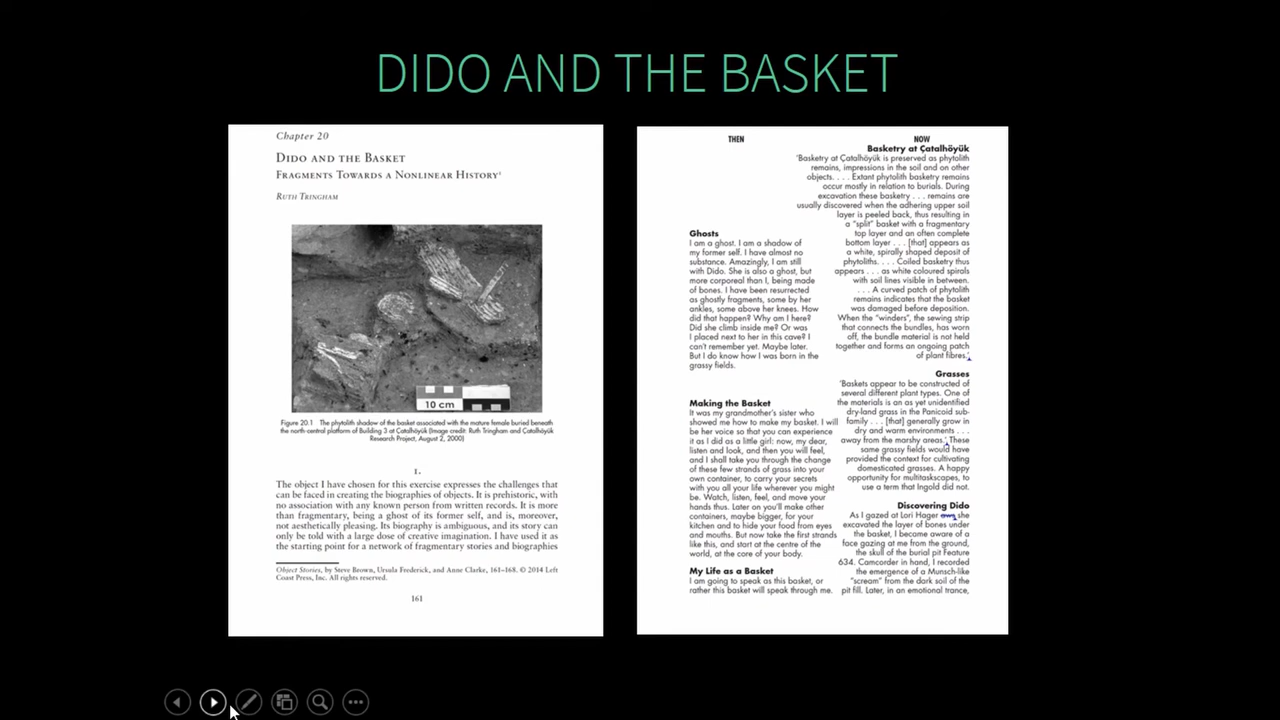 DIDO AND THE BASKET
Chapter 20
DIDO AND THE BASKET
FRAGMENTS TOWARDS A NONLINEAR HISTORY¹
RUTH TRINGHAM
10 cm
Figure 20.1 The phytolith shadow of the basket associated with the mature female buried beneath
the north-central platform of Building 3 at Çatalhöyük (Image credit: Ruth Tringham and Çatalhöyük
Research Project, August 2, 2000)
1.
The object I have chosen for this exercise expresses the challenges that
can be faced in creating the biographies of objects. It is prehistoric, with
no association with any known person from written records. It is more
than fragmentary, being a ghost of its former self, and is, moreover,
not aesthetically pleasing. Its biography is ambiguous, and its story can
only be told with a large dose of creative imagination. I have used it as
the starting point for a network of fragmentary stories and biographies
Object Stories, by Steve Brown, Ursula Frederick, and Anne Clarke, 161–168. © 2014 Left
Coast Press, Inc. All rights reserved.
161
THEN
Ghosts
I am a ghost. I am a shadow of
my former self. I have almost no
substance. Amazingly, I am still
with Dido. She is also a ghost, but
more corporeal than I, being made
of bones. I have been resurrected
as ghostly fragments, some by her
ankles, some above her knees. How
did that happen? Why am I here?
Did she climb inside me? Or was
I placed next to her in this cave? I
can't remember yet. Maybe later.
But I do know how I was born in the
grassy fields.
Making the Basket
It was my grandmother's sister who
showed me how to make my basket. I will
be her voice so that you can experience
it as I did as a little girl: now, my dear,
listen and look, and then you will feel,
and I shall take you through the change
of these few strands of grass into your
own container, to carry your secrets
with you all your life wherever you might
be. Watch, listen, feel, and move your
hands thus. Later on you'll make other
containers, maybe bigger, for your
kitchen and to hide your food from eyes
and mouths. But now take the first strands
like this, and start at the centre of the
world, at the core of your body.
My Life as a Basket
I am going to speak as this basket, or
rather this basket will speak through me.
NOW
Basketry at Çatalhöyük
'Basketry at Çatalhöyük is preserved as phytolith
remains, impressions in the soil and on other
objects. . . . Extant phytolith basketry remains
occur mostly in relation to burials. During
excavation these basketry . . . remains are
usually discovered when the adhering upper soil
layer is peeled back, thus resulting in
a "split" basket with a fragmentary
top layer and an often complete
bottom layer . . . [that] appears as
a white, spirally shaped deposit of
phytoliths. . . . Coiled basketry thus
appears . . . as white coloured spirals
with soil lines visible in between.
. . . A curved patch of phytolith
remains indicates that the basket
was damaged before deposition.
When the "winders", the sewing strip
that connects the bundles, has worn
off, the bundle material is not held
together and forms an ongoing patch
of plant fibres.'
Grasses
'Baskets appear to be constructed of
several different plant types. One of
the materials is an as yet unidentified
dry-land grass in the Panicoid sub-
family . . . [that] generally grow in
dry and warm environments . . .
away from the marshy areas.' These
same grassy fields would have
provided the context for cultivating
domesticated grasses. A happy
opportunity for multitaskscapes, to
use a term that Ingold did not.
Discovering Dido
As I gazed at Lori Hager she
excavated the layer of bones under
the basket, I became aware of a
face gazing at me from the ground,
the skull of the burial pit Feature
634. Camcorder in hand, I recorded
the emergence of a Munsch-like
"scream" from the dark soil of the
pit fill. Later, in an emotional trance,